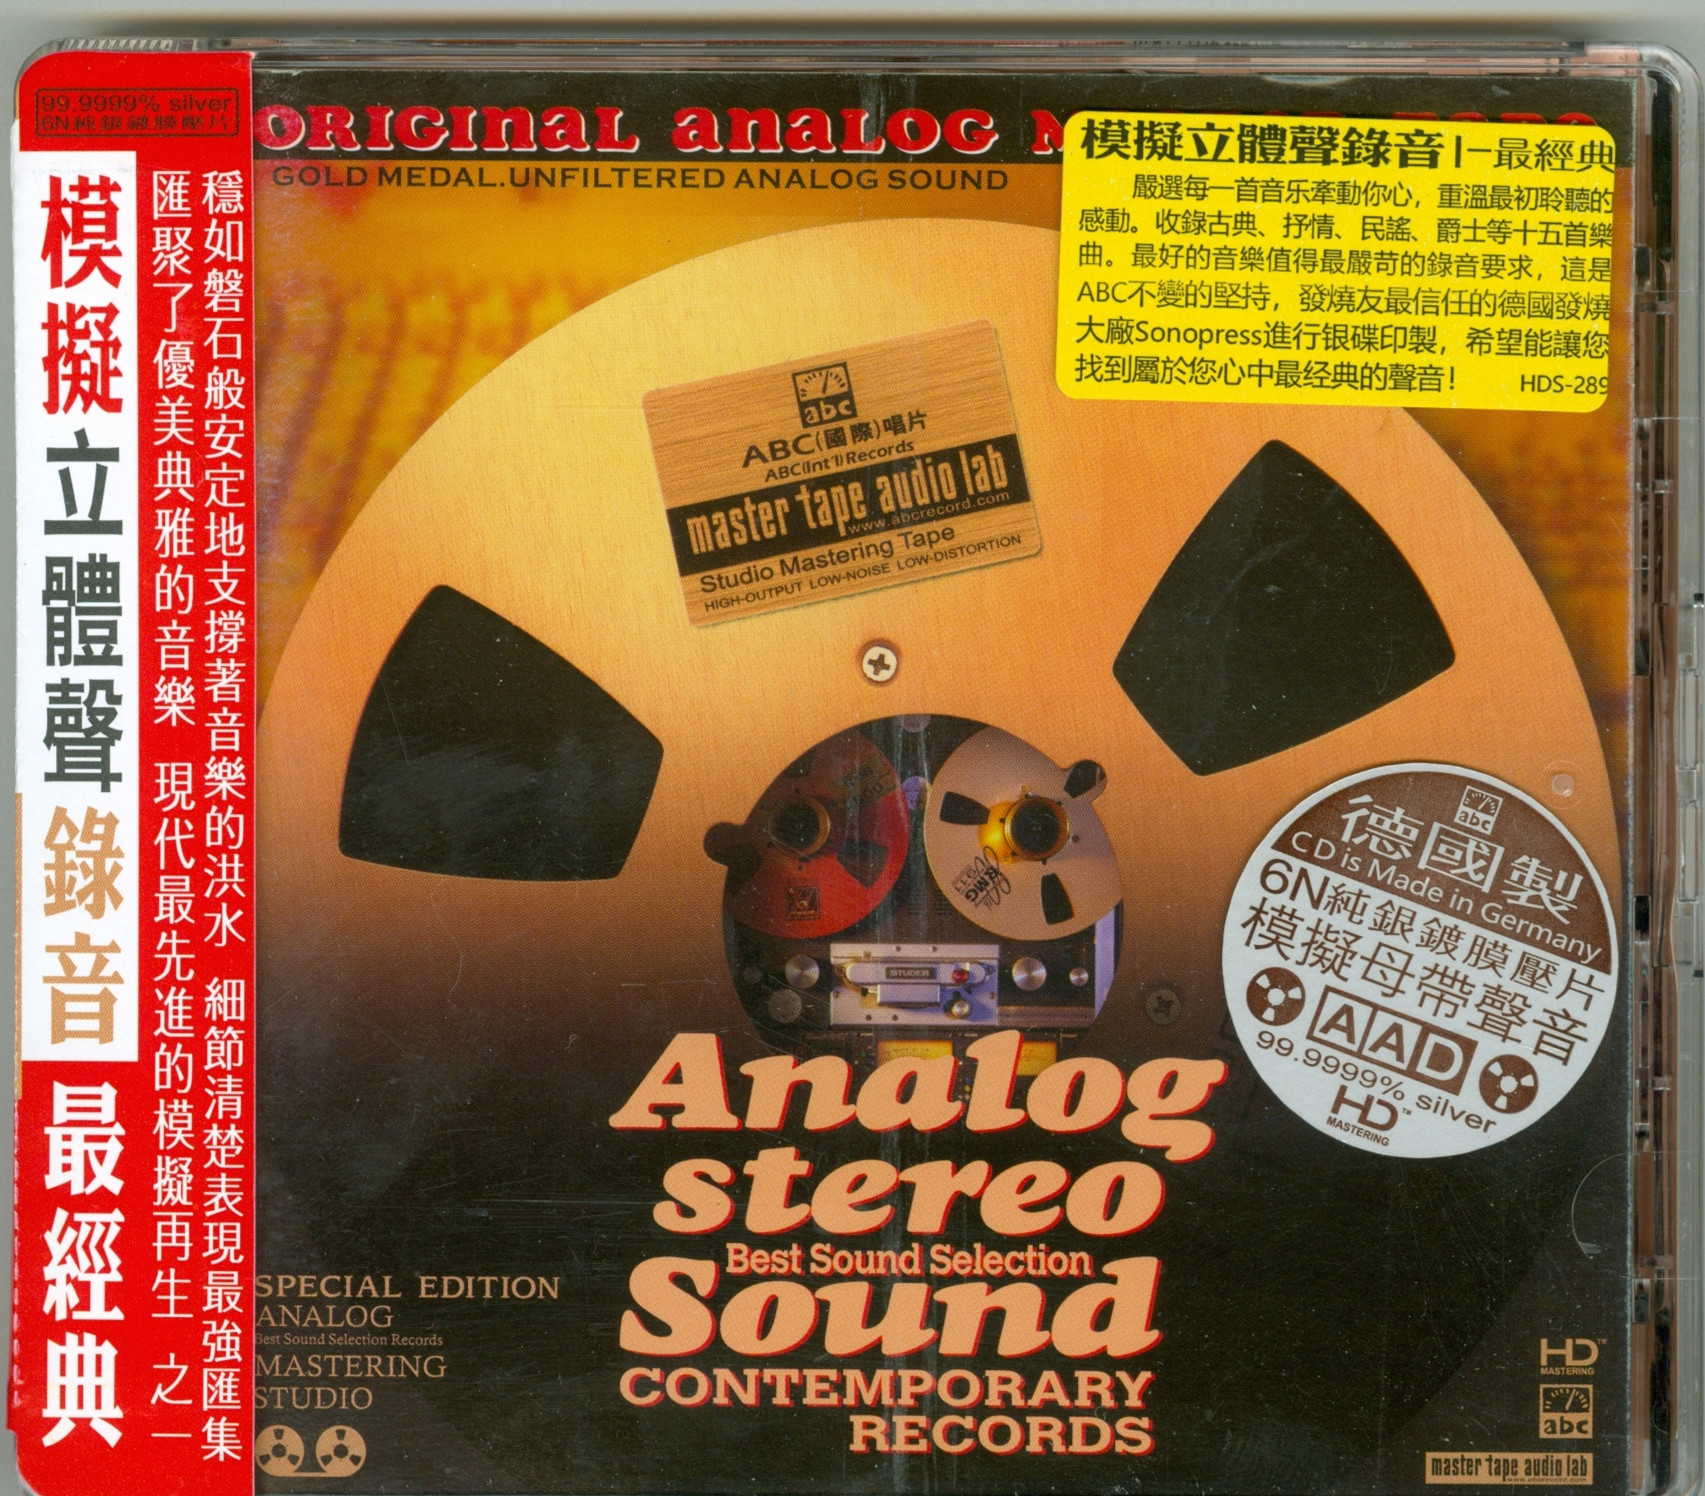 99.9999% silver
6N純銀鍍膜壓片
模擬立體聲錄音 最經典
穩如磐石般安定地支撐著音樂的洪水 細節清楚表現最強匯集
匯聚了優美典雅的音樂 現代最先進的模擬再生 之一
ORIGINAL ANALOG
GOLD MEDAL.UNFILTERED ANALOG SOUND
模擬立體聲錄音|一最經典
嚴選每一首音乐牽動你心，重溫最初聆聽的
感動。收錄古典、抒情、民謠、爵士等十五首樂
曲。最好的音樂值得最嚴苛的錄音要求，這是
ABC不變的堅持，發燒友最信任的德國發燒
大廠Sonopress進行银碟印製，希望能讓您
找到屬於您心中最经典的聲音！
HDS-289
abc
ABC(國際)唱片
ABC(Int'l)Records
master tape audio lab
www.abcrecord.com
Studio Mastering Tape
HIGH-OUTPUT LOW-NOISE LOW-DISTORTION
STUDER
RMG
abc
德國製
CD is Made in Germany
6N純銀鍍膜壓片
模擬母帶聲音
AAD
99.9999% silver
HD™
MASTERING
Analog
stereo
Best Sound Selection
Sound
CONTEMPORARY
RECORDS
SPECIAL EDITION
ANALOG
Best Sound Selection Records
MASTERING
STUDIO
HD™
MASTERING
abc
master tape audio lab
www.abcrecord.com